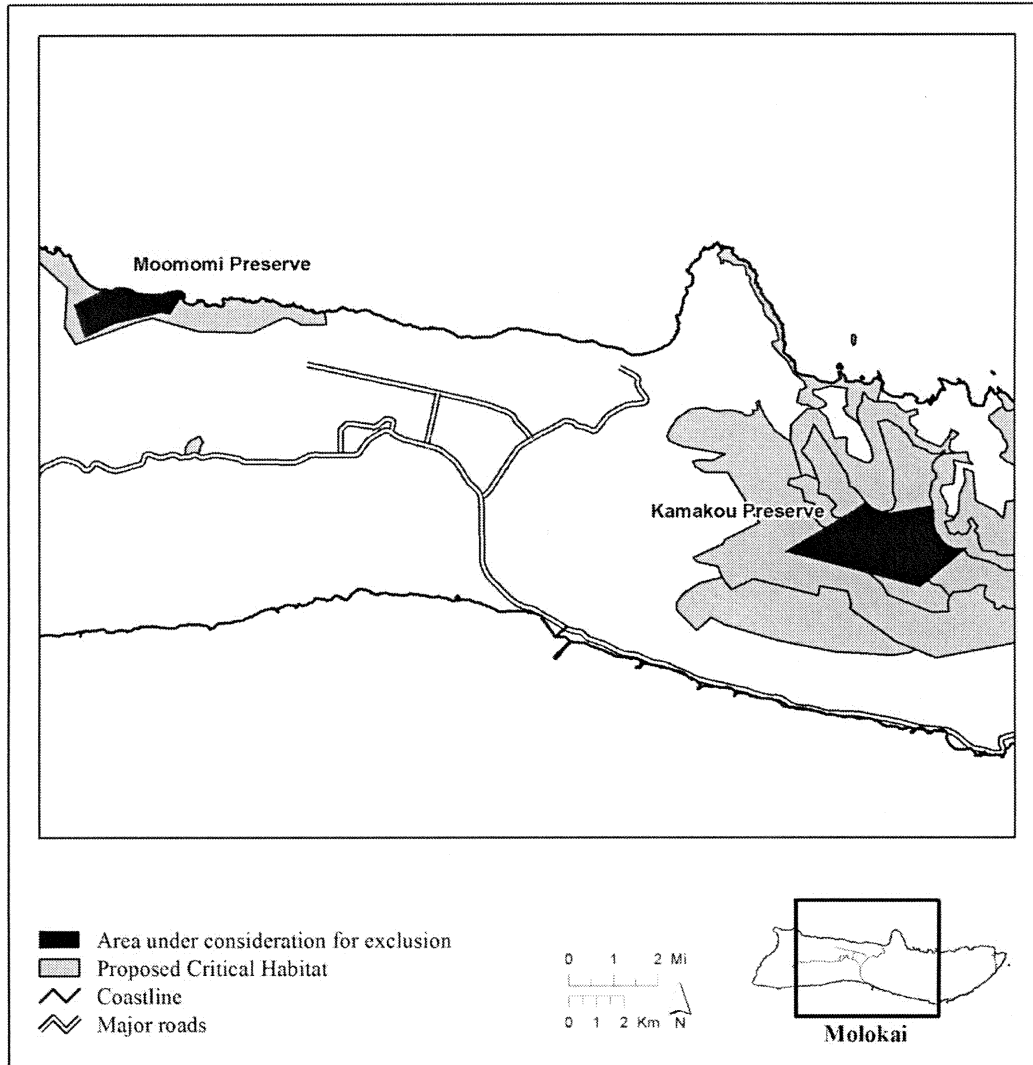 Moomomi Preserve
Kamakou Preserve
Area under consideration for exclusion
Proposed Critical Habitat
Coastline
Major roads
0 1 2 Mi
0 1 2 Km
N
Molokai